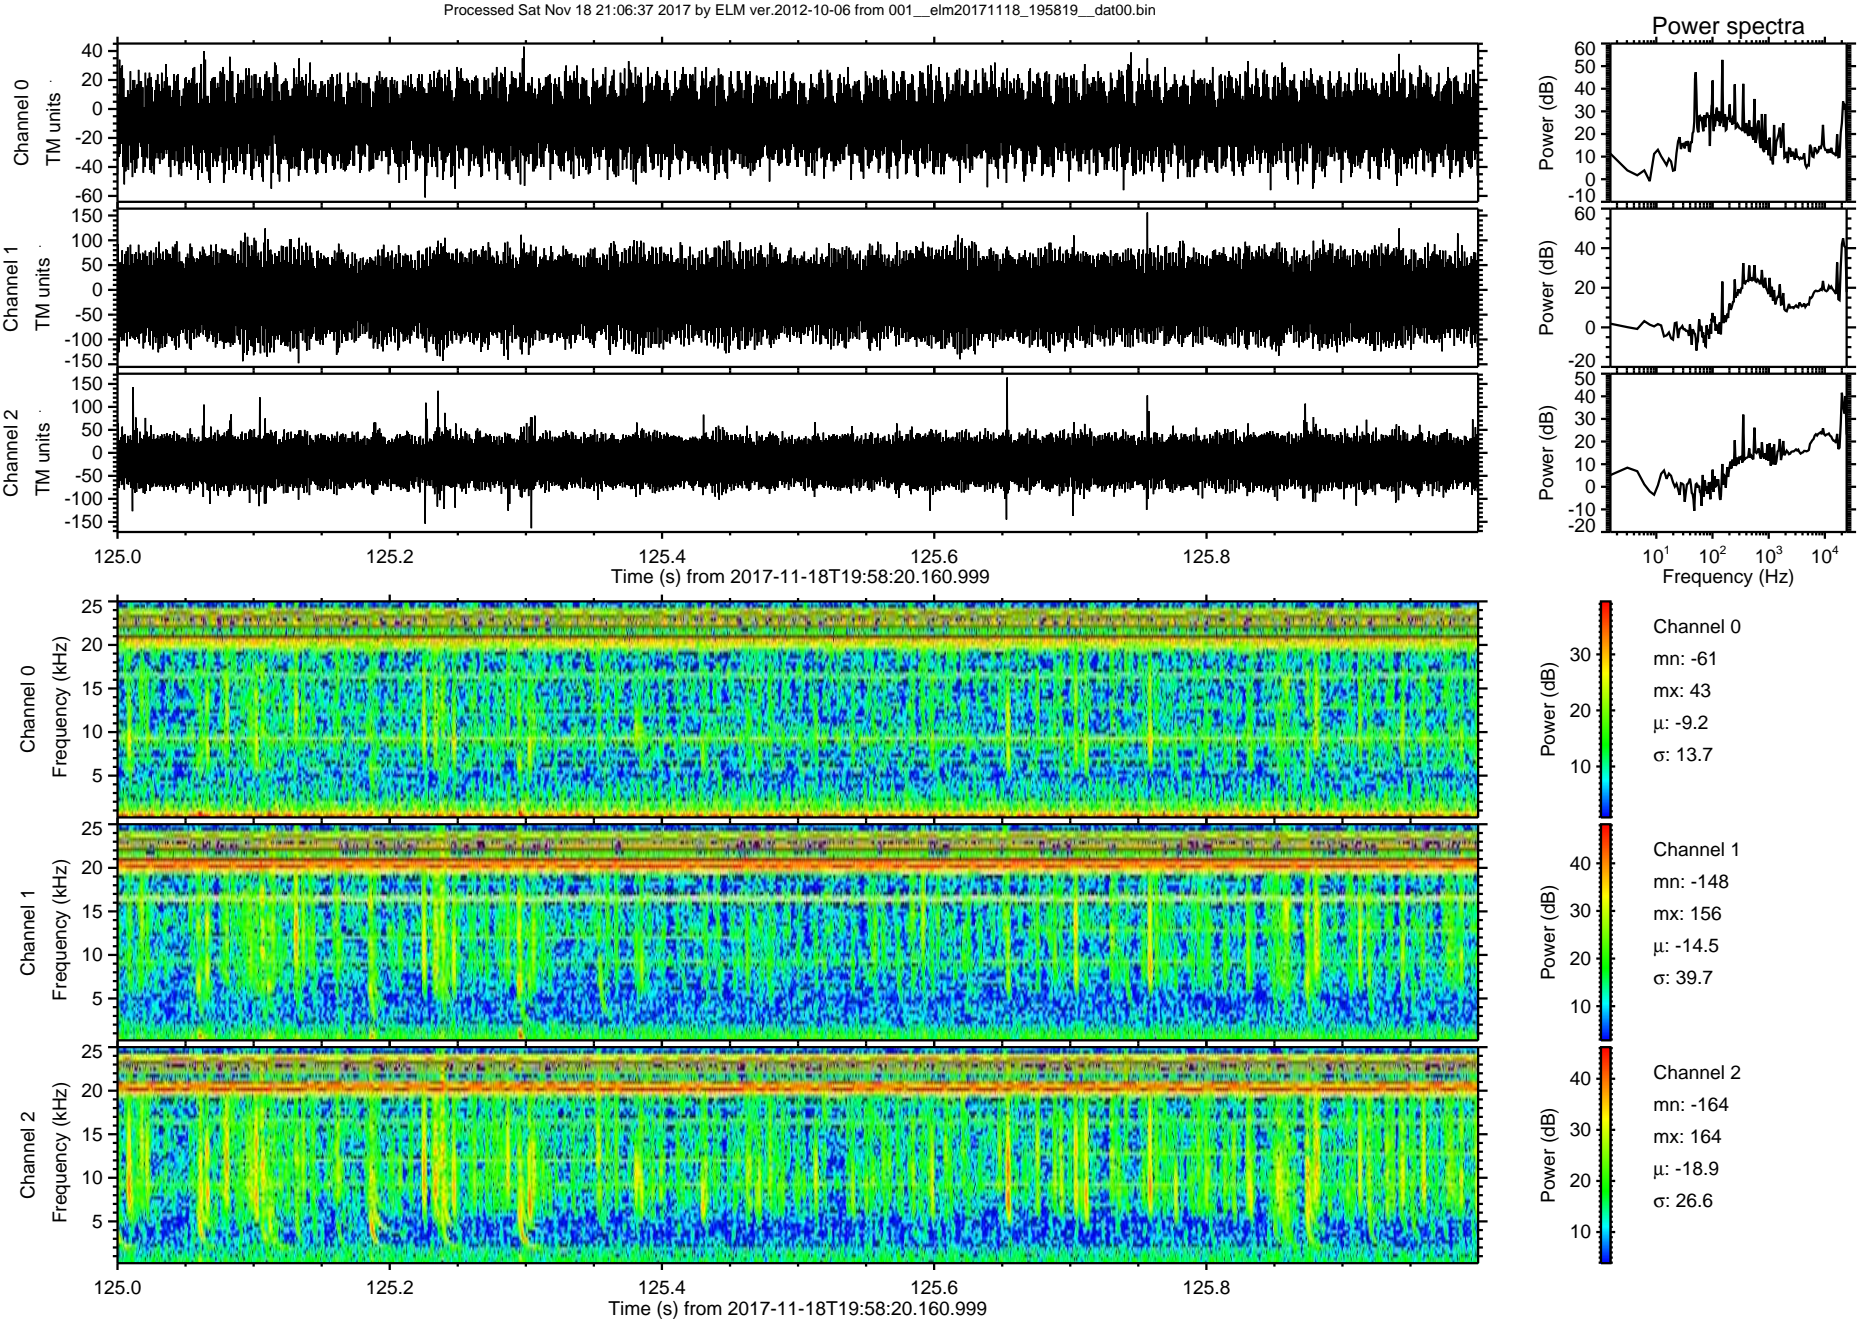 Processed Sat Nov 18 21:06:37 2017 by ELM ver.2012-10-06 from 001__elm20171118_195819__dat00.bin
Power spectra
Channel 0
TM units
40
20
0
-20
-40
-60
Power (dB)
60
50
40
30
20
10
0
-10
Channel 1
TM units
150
100
50
0
-50
-100
-150
Power (dB)
60
40
20
0
-20
Channel 2
TM units
150
100
50
0
-50
-100
-150
Power (dB)
50
40
30
20
10
0
-10
-20
125.0 125.2 125.4 125.6 125.8
Time (s) from 2017-11-18T19:58:20.160.999
10¹ 10² 10³ 10⁴
Frequency (Hz)
Channel 0
Frequency (kHz)
25
20
15
10
5
Power (dB)
30
20
10
Channel 0
mn: -61
mx: 43
μ: -9.2
σ: 13.7
Channel 1
Frequency (kHz)
25
20
15
10
5
Power (dB)
40
30
20
10
Channel 1
mn: -148
mx: 156
μ: -14.5
σ: 39.7
Channel 2
Frequency (kHz)
25
20
15
10
5
Power (dB)
40
30
20
10
Channel 2
mn: -164
mx: 164
μ: -18.9
σ: 26.6
125.0 125.2 125.4 125.6 125.8
Time (s) from 2017-11-18T19:58:20.160.999